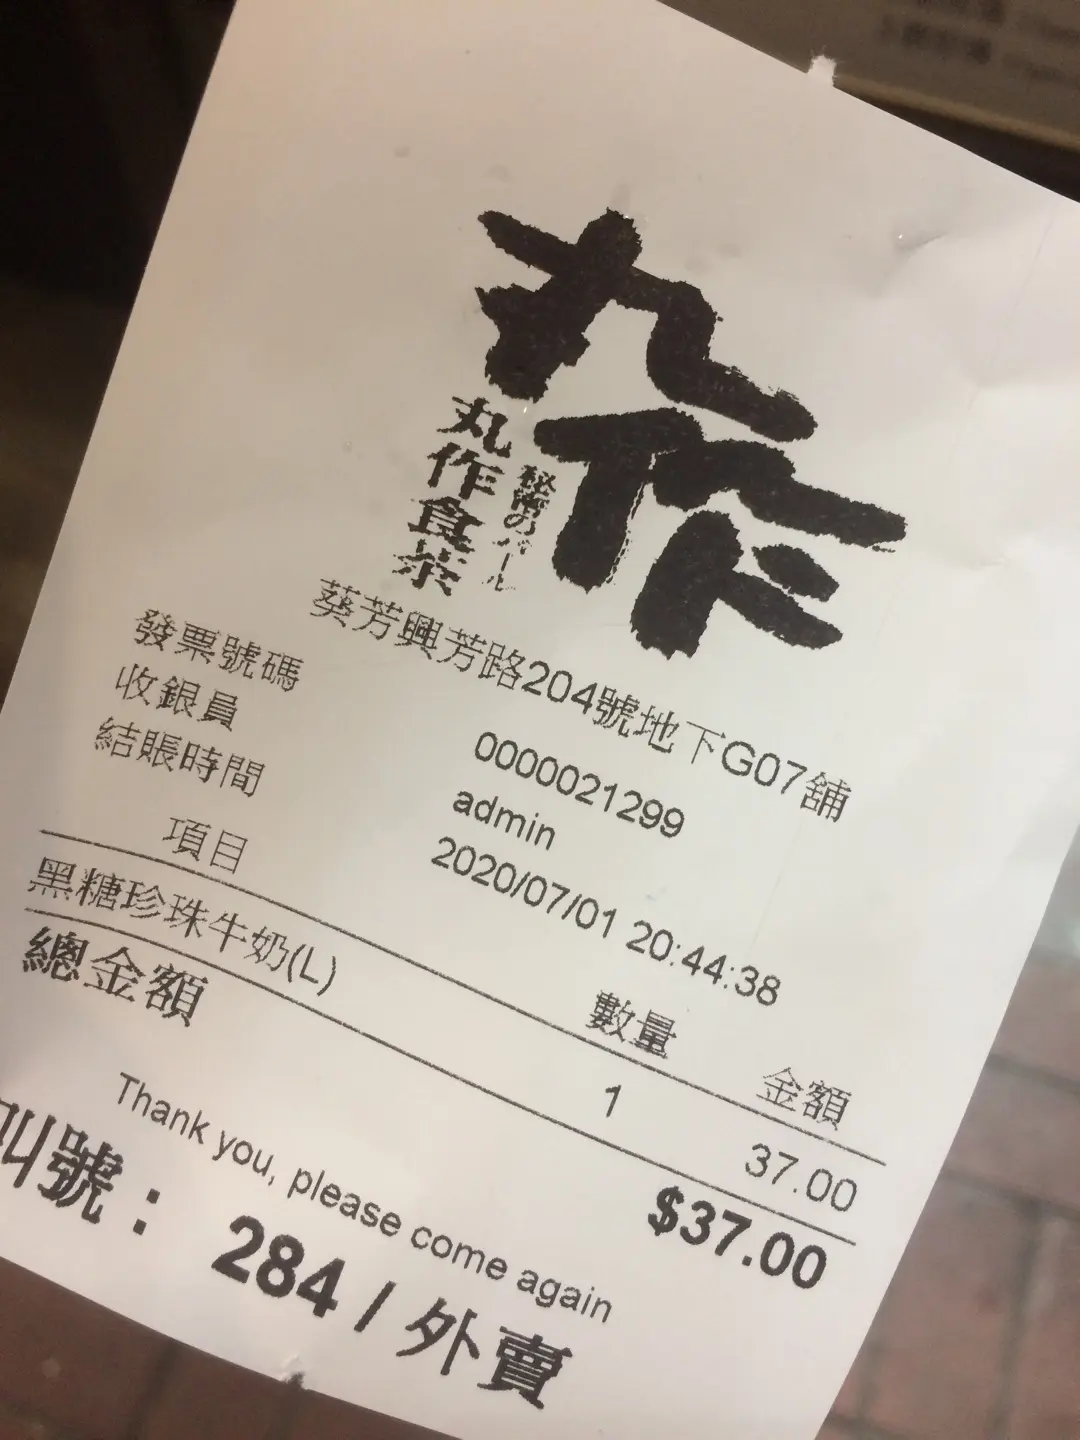 丸作
丸作食茶
秘密のパール
葵芳興芳路204號地下G07舖
發票號碼 0000021299
收銀員 admin
結賬時間 2020/07/01 20:44:38
項目 數量 金額
黑糖珍珠牛奶(L) 1 37.00
總金額 $37.00
Thank you, please come again
叫號： 284 / 外賣